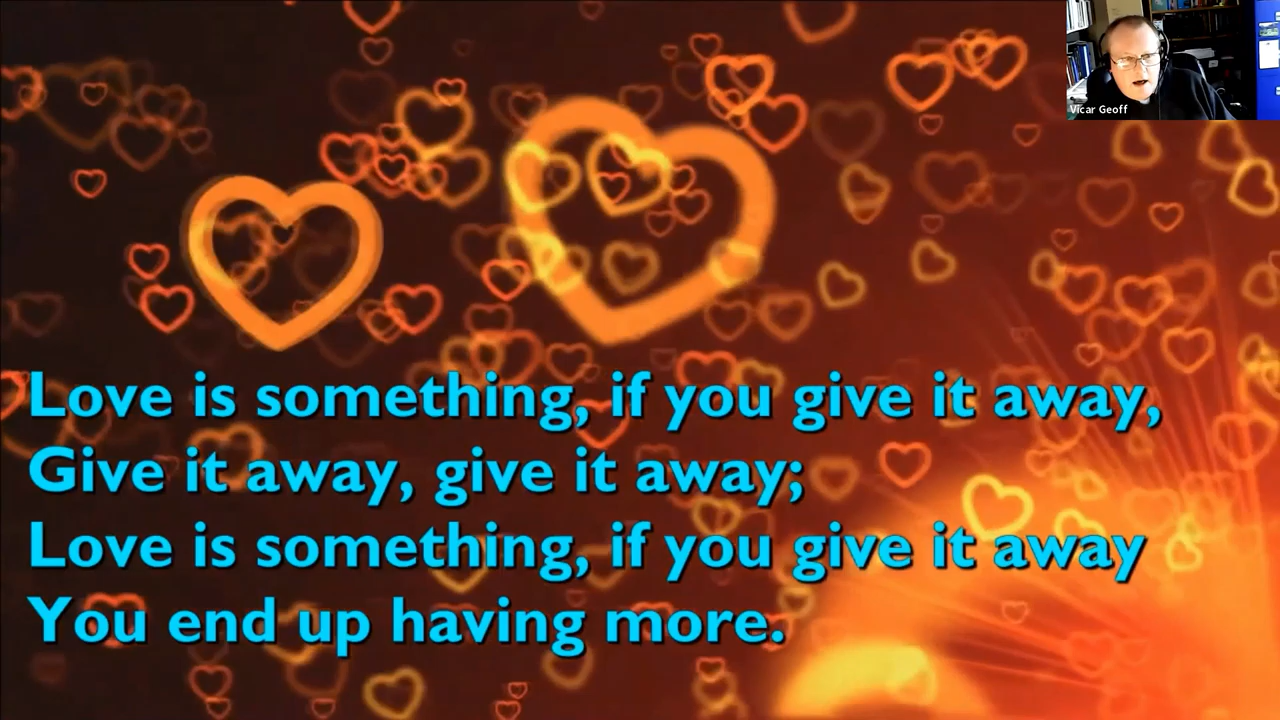 Vicar Geoff
Love is something, if you give it away,
Give it away, give it away;
Love is something, if you give it away
You end up having more.